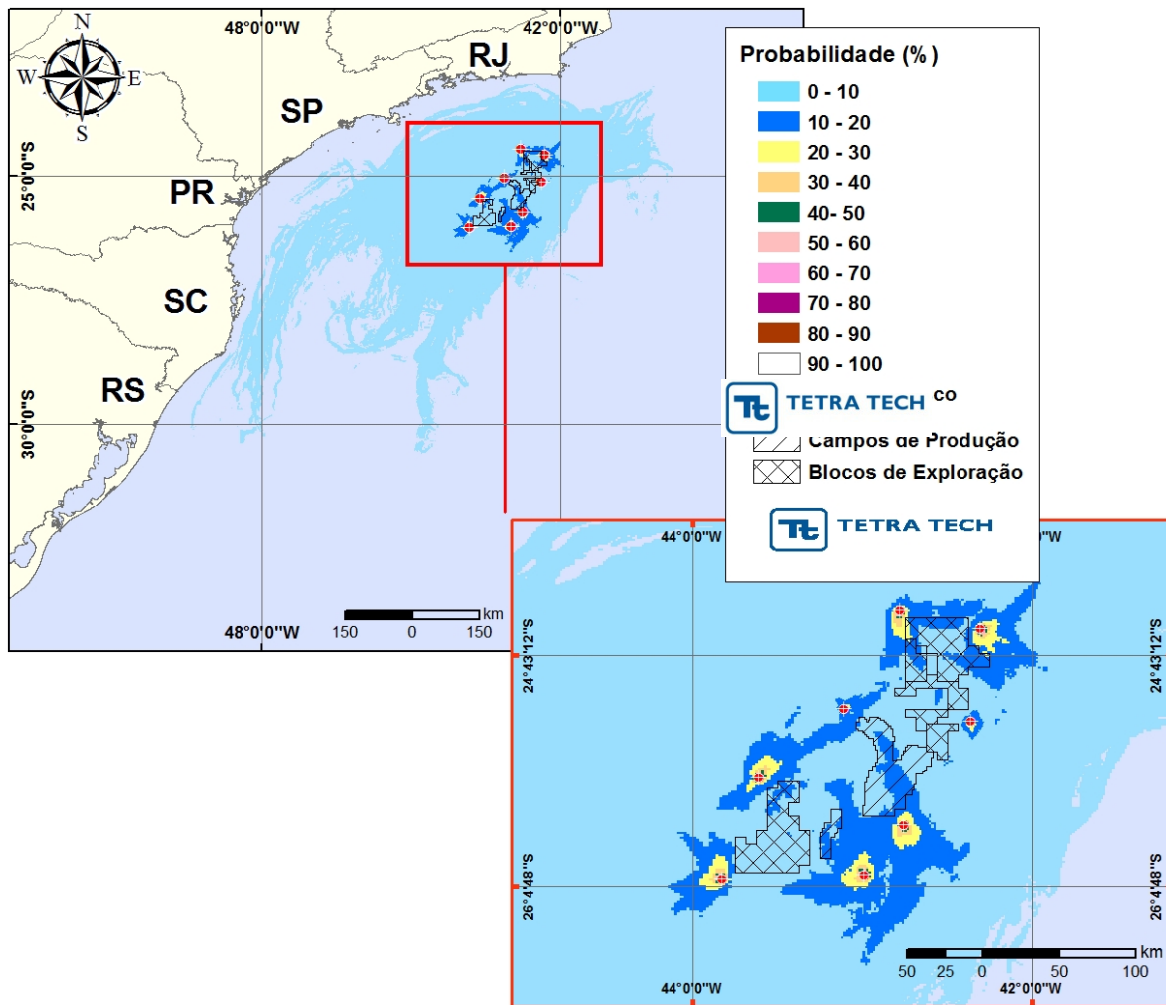 48°0'0"W
42°0'0"W
N
W
E
S
RJ
SP
PR
SC
RS
25°0'0"S
30°0'0"S
150
0
150
km
48°0'0"W
Probabilidade (%)
0 - 10
10 - 20
20 - 30
30 - 40
40- 50
50 - 60
60 - 70
70 - 80
80 - 90
90 - 100
Tt TETRA TECH CO
Campos de Produção
Blocos de Exploração
Tt TETRA TECH
44°0'0"W
24°43'12"S
24°43'12"S
26°4'48"S
26°4'48"S
50
25
0
50
100
km
44°0'0"W
42°0'0"W